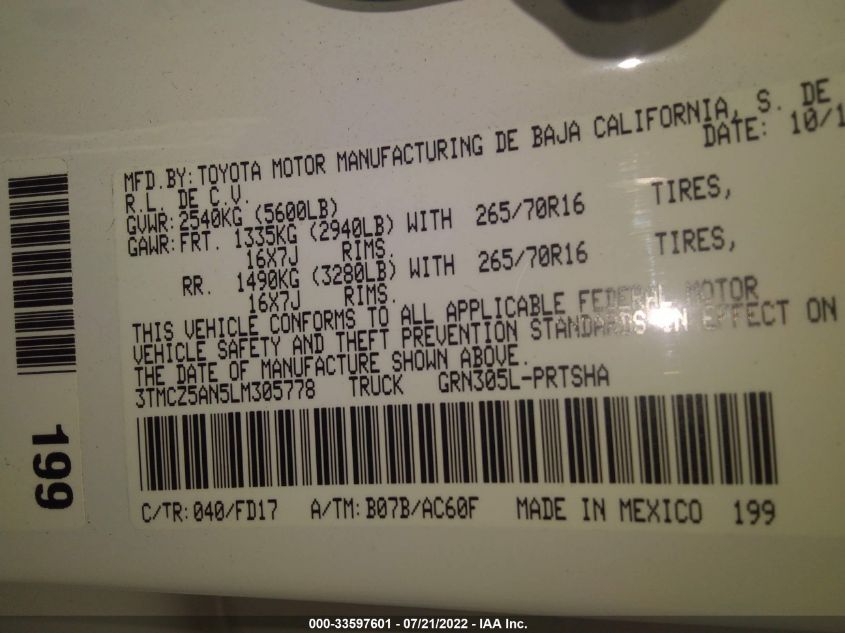 MFD.BY:TOYOTA MOTOR MANUFACTURING DE BAJA CALIFORNIA, S. DE
R.L. DE C.V. DATE: 10/1
GVWR:2540KG (5600LB)
GAWR:FRT. 1335KG (2940LB) WITH 265/70R16 TIRES,
16X7J RIMS.
RR. 1490KG (3280LB) WITH 265/70R16 TIRES,
16X7J RIMS.
THIS VEHICLE CONFORMS TO ALL APPLICABLE FEDERAL MOTOR
VEHICLE SAFETY AND THEFT PREVENTION STANDARDS IN EFFECT ON
THE DATE OF MANUFACTURE SHOWN ABOVE.
3TMCZ5AN5LM305778 TRUCK GRN305L-PRTSHA
C/TR:040/FD17 A/TM:B07B/AC60F MADE IN MEXICO 199
199
000-33597601 - 07/21/2022 - IAA Inc.